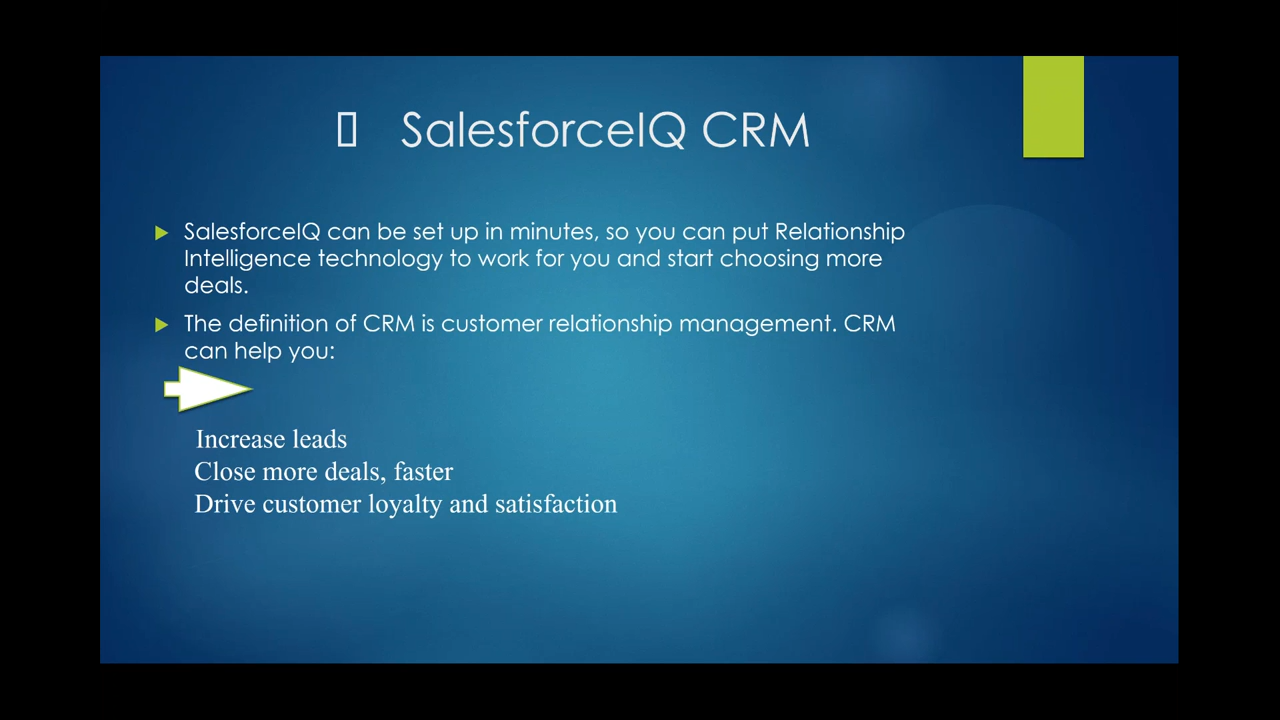 SalesforceIQ CRM
SalesforceIQ can be set up in minutes, so you can put Relationship
Intelligence technology to work for you and start choosing more
deals.
The definition of CRM is customer relationship management. CRM
can help you:
Increase leads
Close more deals, faster
Drive customer loyalty and satisfaction